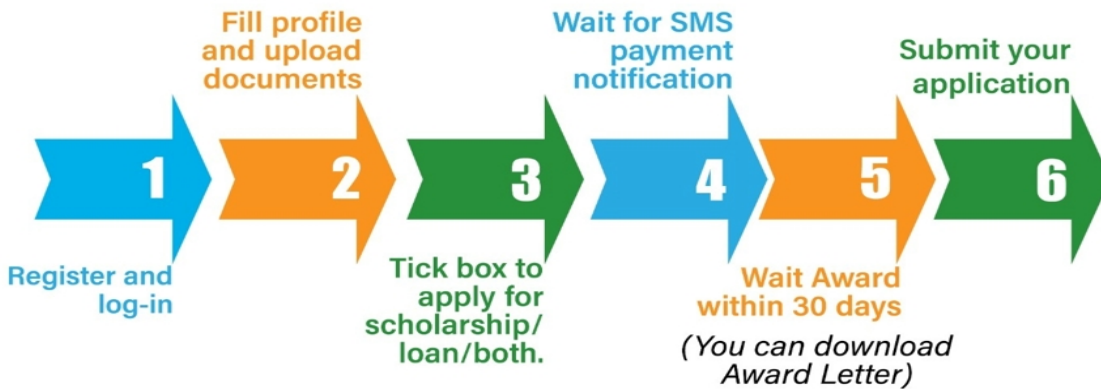 1
Register and
log-in
2
Fill profile
and upload
documents
3
Tick box to
apply for
scholarship/
loan/both.
4
Wait for SMS
payment
notification
5
Wait Award
within 30 days
(You can download
Award Letter)
6
Submit your
application